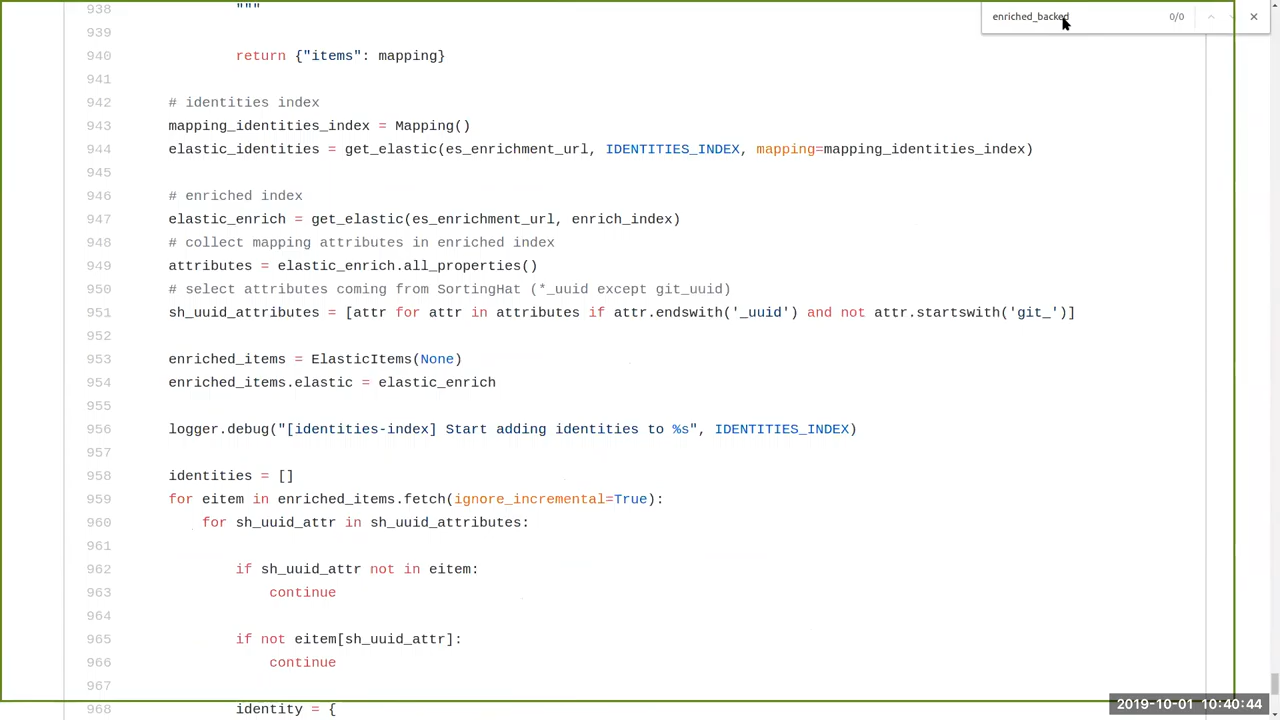 enriched_backed 0/0
938 """
939
940 return {"items": mapping}
941
942 # identities index
943 mapping_identities_index = Mapping()
944 elastic_identities = get_elastic(es_enrichment_url, IDENTITIES_INDEX, mapping=mapping_identities_index)
945
946 # enriched index
947 elastic_enrich = get_elastic(es_enrichment_url, enrich_index)
948 # collect mapping attributes in enriched index
949 attributes = elastic_enrich.all_properties()
950 # select attributes coming from SortingHat (*_uuid except git_uuid)
951 sh_uuid_attributes = [attr for attr in attributes if attr.endswith('_uuid') and not attr.startswith('git_')]
952
953 enriched_items = ElasticItems(None)
954 enriched_items.elastic = elastic_enrich
955
956 logger.debug("[identities-index] Start adding identities to %s", IDENTITIES_INDEX)
957
958 identities = []
959 for eitem in enriched_items.fetch(ignore_incremental=True):
960 for sh_uuid_attr in sh_uuid_attributes:
961
962 if sh_uuid_attr not in eitem:
963 continue
964
965 if not eitem[sh_uuid_attr]:
966 continue
967
968 identity = {
2019-10-01 10:40:44